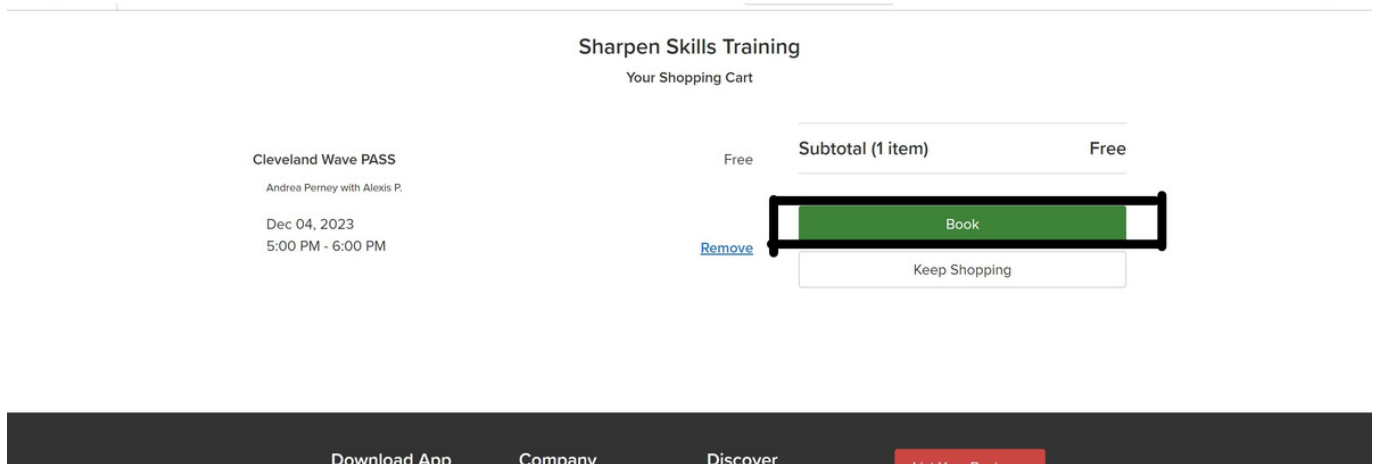 Sharpen Skills Training
Your Shopping Cart
Cleveland Wave PASS
Free
Andrea Perney with Alexis P.
Dec 04, 2023
5:00 PM - 6:00 PM
Remove
Subtotal (1 item)
Free
Book
Keep Shopping
Download App
Company
Discover